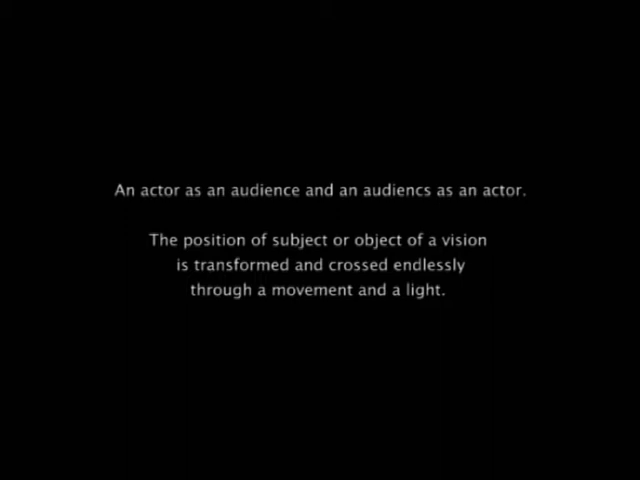 An actor as an audience and an audiencs as an actor.
The position of subject or object of a vision
is transformed and crossed endlessly
through a movement and a light.